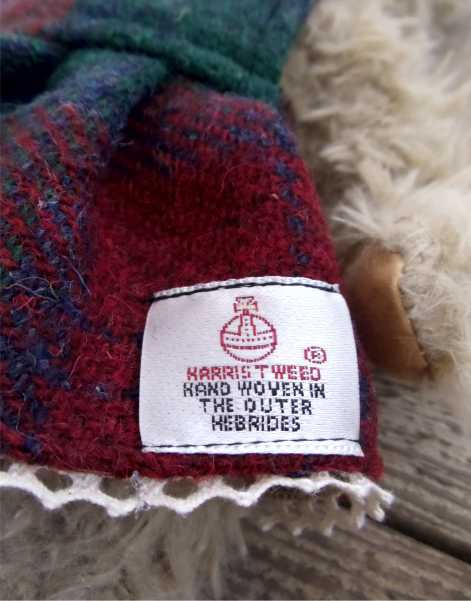 ®
HARRIS TWEED
HAND WOVEN IN
THE OUTER
HEBRIDES